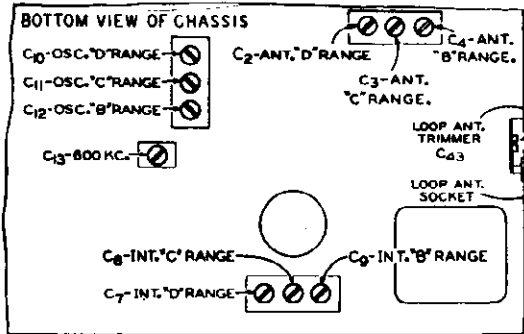 BOTTOM VIEW OF CHASSIS
C10-OSC."D"RANGE
C11-OSC."C"RANGE
C12-OSC."B"RANGE
C13-600 KC.
C2-ANT."D"RANGE
C4-ANT.
"B"RANGE.
C3-ANT.
"C"RANGE.
LOOP ANT.
TRIMMER
C43
LOOP ANT.
SOCKET
C8-INT."C"RANGE
C9-INT."B"RANGE
C7-INT."D"RANGE